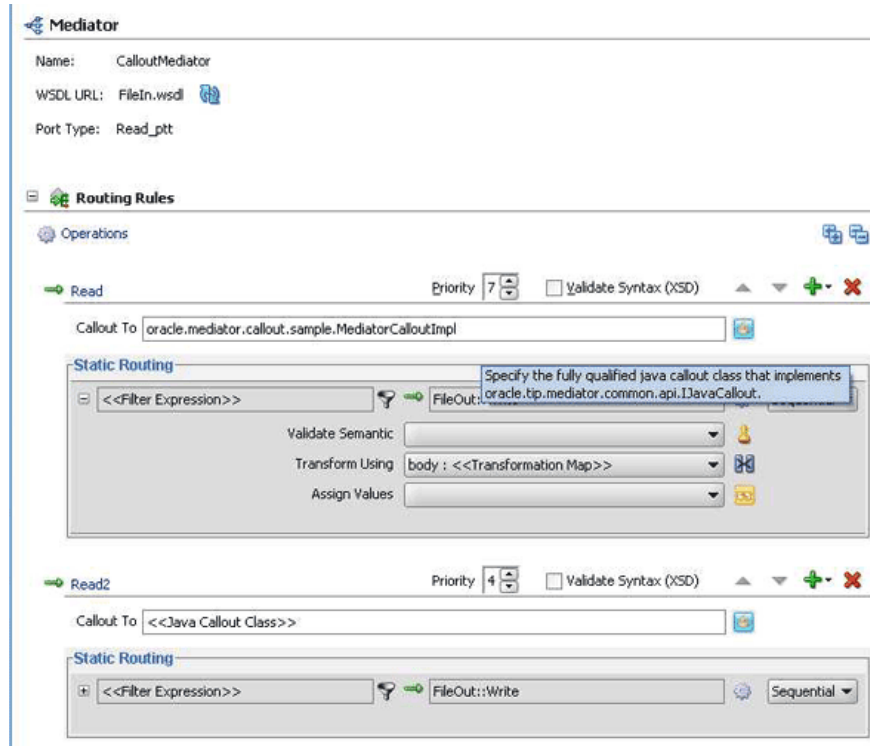 Mediator
Name: CalloutMediator
WSDL URL: FileIn.wsdl
Port Type: Read_ptt
Routing Rules
Operations
Read Priority 7 Validate Syntax (XSD)
Callout To oracle.mediator.callout.sample.MediatorCalloutImpl
Static Routing
Specify the fully qualified java callout class that implements
oracle.tip.mediator.common.api.IJavaCallout.
<<Filter Expression>> FileOut::Write Sequential
Validate Semantic
Transform Using body : <<Transformation Map>>
Assign Values
Read2 Priority 4 Validate Syntax (XSD)
Callout To <<Java Callout Class>>
Static Routing
<<Filter Expression>> FileOut::Write Sequential